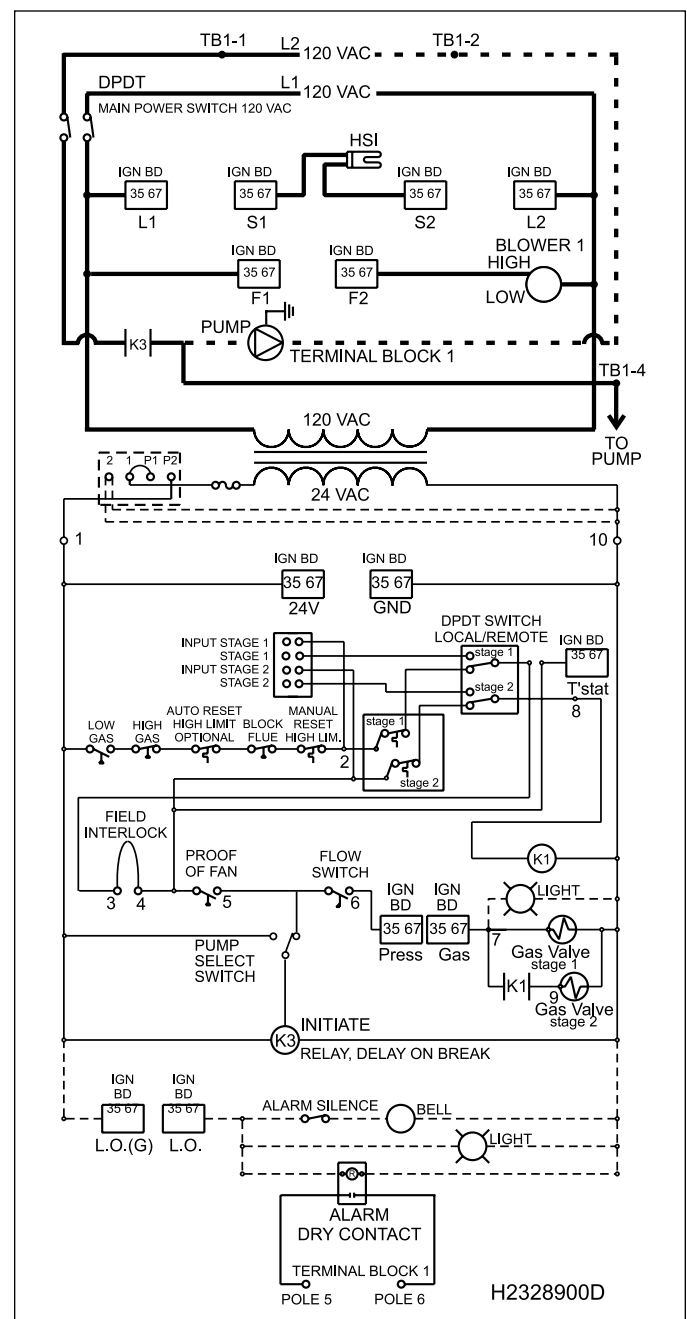 TB1-1 L2 120 VAC TB1-2
DPDT L1 120 VAC
MAIN POWER SWITCH 120 VAC
HSI
IGN BD IGN BD IGN BD IGN BD
35 67 35 67 35 67 35 67
L1 S1 S2 L2
IGN BD IGN BD BLOWER 1
35 67 35 67 HIGH
F1 F2 LOW
PUMP
K3 TERMINAL BLOCK 1
TB1-4
120 VAC
TO
PUMP
2 1 P1 P2
24 VAC
1 10
IGN BD IGN BD
35 67 35 67
24V GND
DPDT SWITCH
LOCAL/REMOTE
IGN BD
35 67
T'stat
8
INPUT STAGE 1
STAGE 1
INPUT STAGE 2
STAGE 2
stage 1
stage 2
LOW
GAS
HIGH
GAS
AUTO RESET
HIGH LIMIT
OPTIONAL
BLOCK
FLUE
MANUAL
RESET
HIGH LIM.
2
stage 1
stage 2
FIELD
INTERLOCK
3 4
PROOF
OF FAN
5
FLOW
SWITCH
6
K1
IGN
BD
35 67
Press
IGN
BD
35 67
Gas
LIGHT
7
Gas Valve
stage 1
K1
9
Gas Valve
stage 2
PUMP
SELECT
SWITCH
K3 INITIATE
RELAY, DELAY ON BREAK
IGN
BD
35 67
L.O.(G)
IGN
BD
35 67
L.O.
ALARM SILENCE BELL
LIGHT
R
ALARM
DRY CONTACT
TERMINAL BLOCK 1
POLE 5 POLE 6
H2328900D